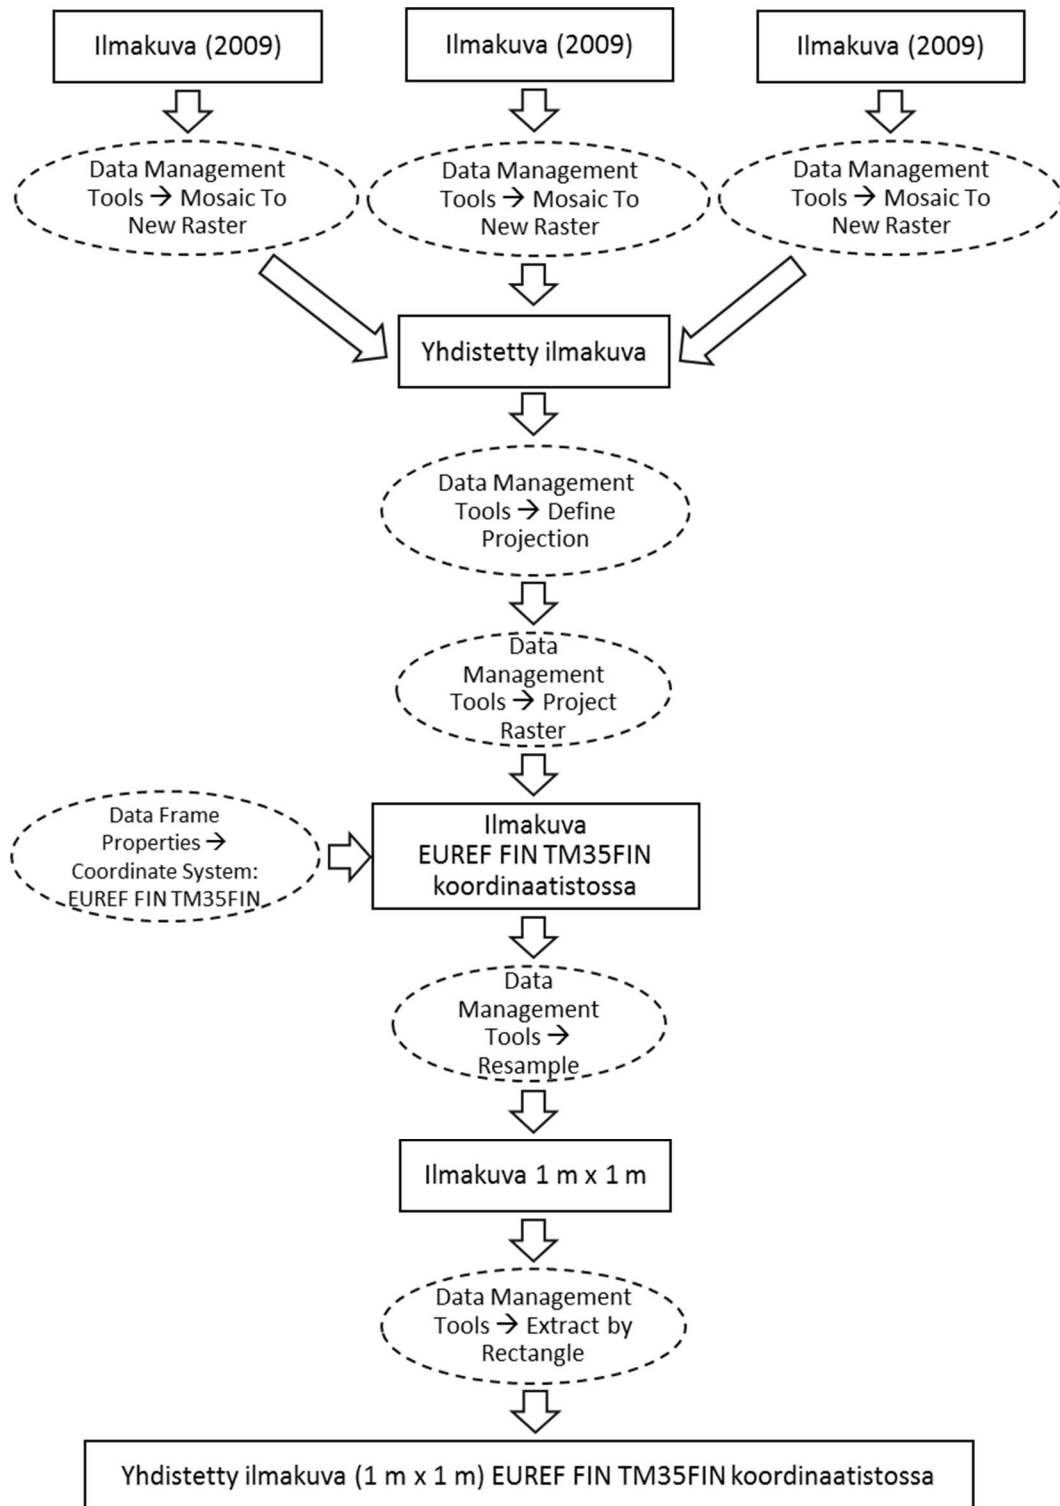 Ilmakuva (2009)
Ilmakuva (2009)
Ilmakuva (2009)
Data Management
Tools → Mosaic To
New Raster
Data Management
Tools → Mosaic To
New Raster
Data Management
Tools → Mosaic To
New Raster
Yhdistetty ilmakuva
Data Management
Tools → Define
Projection
Data
Management
Tools → Project
Raster
Data Frame
Properties →
Coordinate System:
EUREF FIN TM35FIN
Ilmakuva
EUREF FIN TM35FIN
koordinaatistossa
Data
Management
Tools →
Resample
Ilmakuva 1 m x 1 m
Data Management
Tools → Extract by
Rectangle
Yhdistetty ilmakuva (1 m x 1 m) EUREF FIN TM35FIN koordinaatistossa